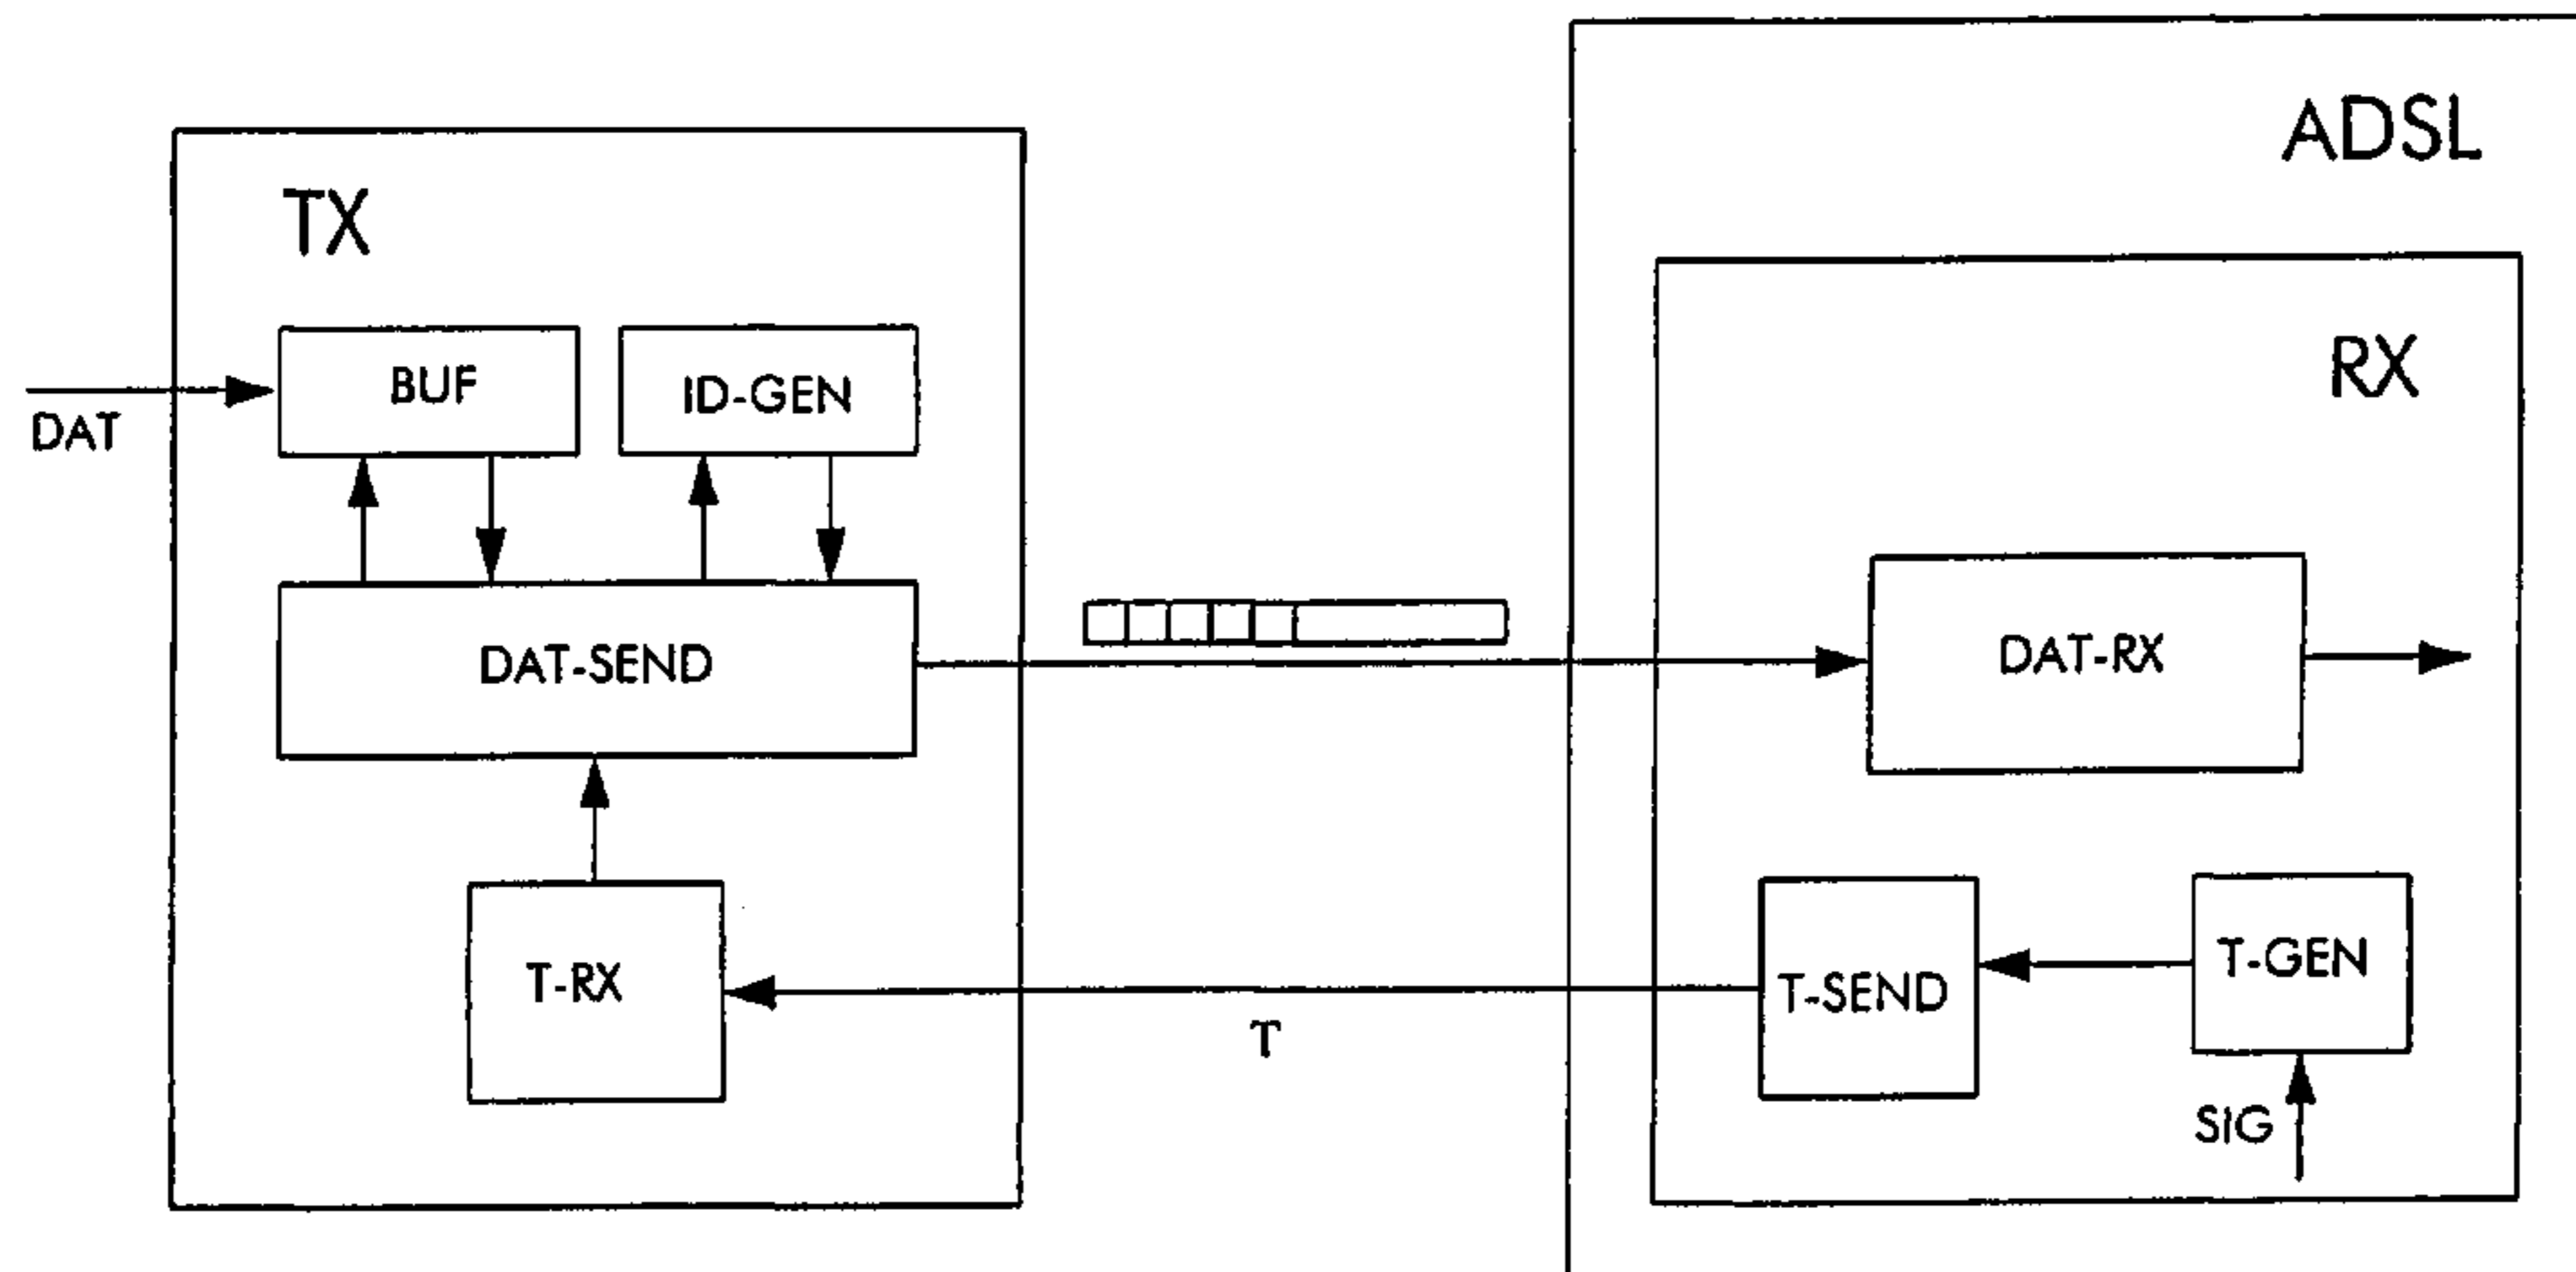 ADSL
TX
RX
BUF
ID-GEN
DAT
DAT-SEND
DAT-RX
T-RX
T-SEND
T-GEN
T
SIG